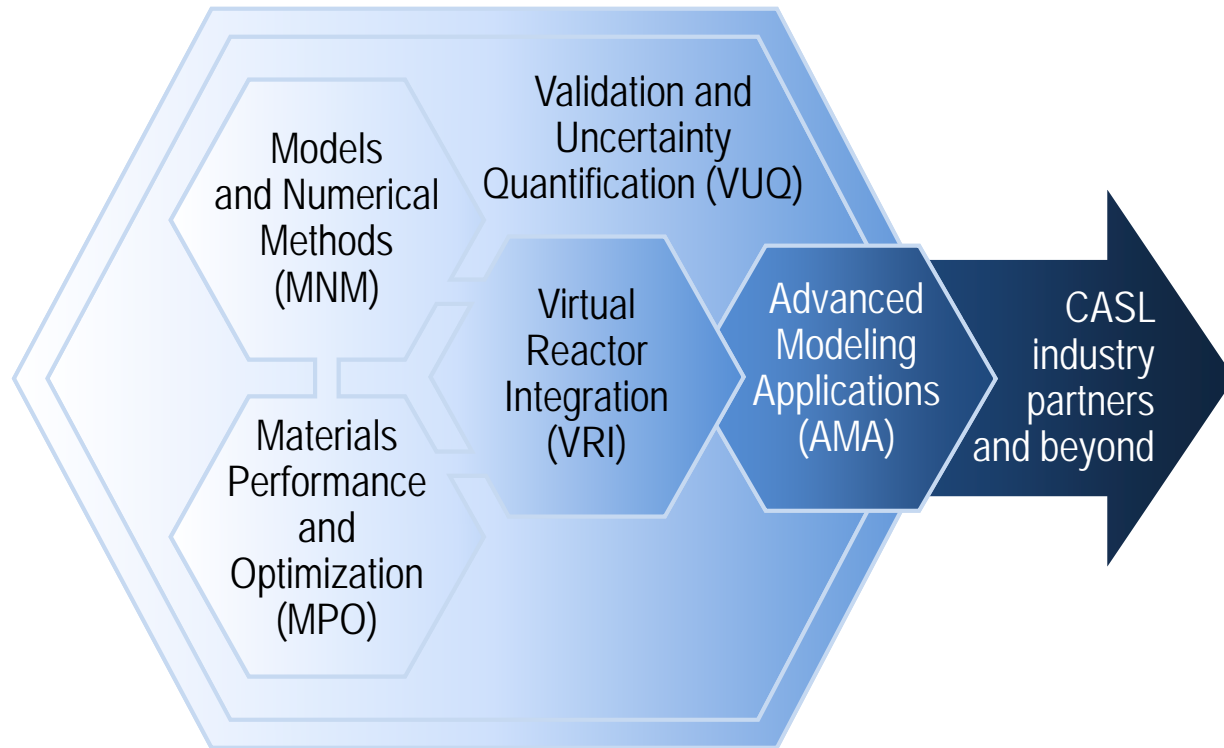 Models
and Numerical
Methods
(MNM)
Validation and
Uncertainty
Quantification (VUQ)
Materials
Performance
and
Optimization
(MPO)
Virtual
Reactor
Integration
(VRI)
Advanced
Modeling
Applications
(AMA)
CASL
industry
partners
and beyond